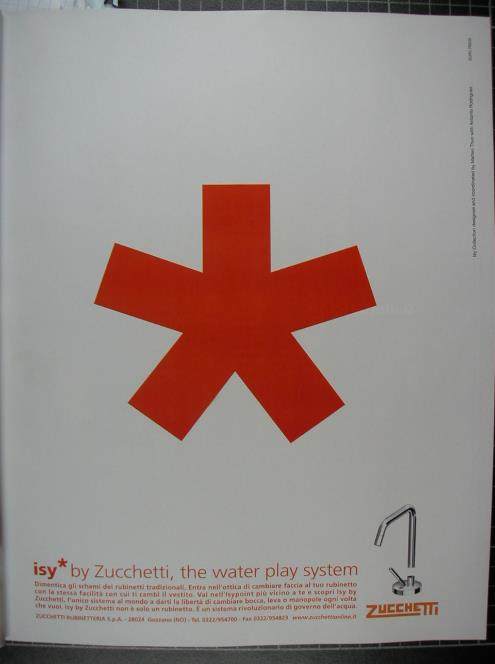 Isy Collection designed and coordinated by Matteo Thun with Antonio Rodriguez
isy* by Zucchetti, the water play system
Dimentica gli schemi dei rubinetti tradizionali. Entra nell'ottica di cambiare faccia al tuo rubinetto
con la stessa facilità con cui ti cambi il vestito. Vai nell'isypoint più vicino a te e scopri isy by
Zucchetti, l'unico sistema al mondo a darti la libertà di cambiare bocca, leva o manopole ogni volta
che vuoi. Isy by Zucchetti non è solo un rubinetto. È un sistema rivoluzionario di governo dell'acqua.
ZUCCHETTI RUBINETTERIA S.p.A. - 28024 Gozzano (NO) - Tel. 0322/954700 - Fax 0322/954823 www.zucchettionline.it
ZUCCHETTI